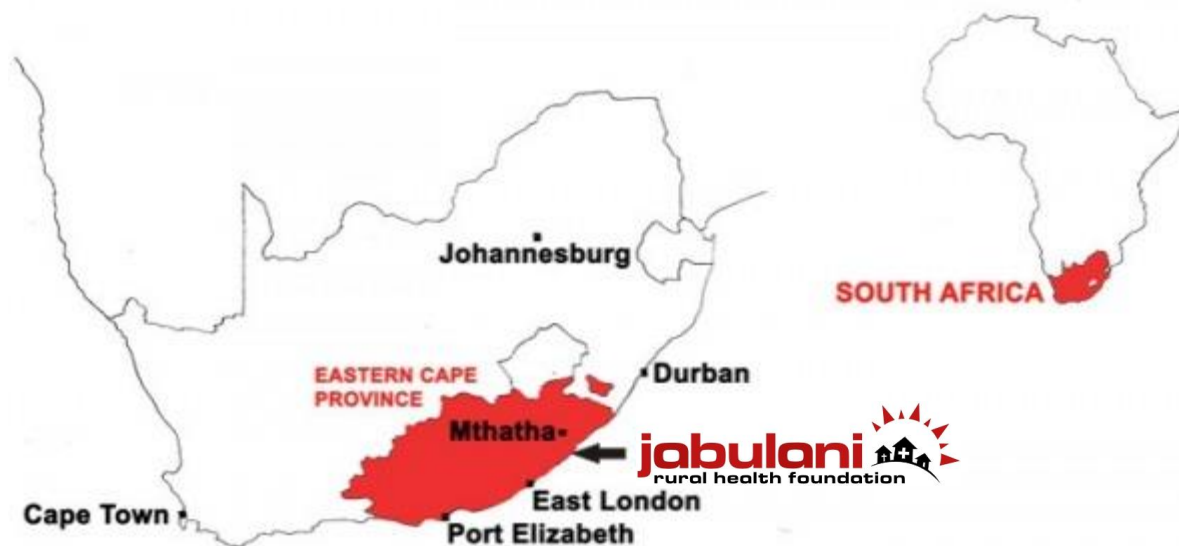 Johannesburg
SOUTH AFRICA
EASTERN CAPE
PROVINCE
Durban
Mthatha
jabulani
rural health foundation
East London
Cape Town
Port Elizabeth